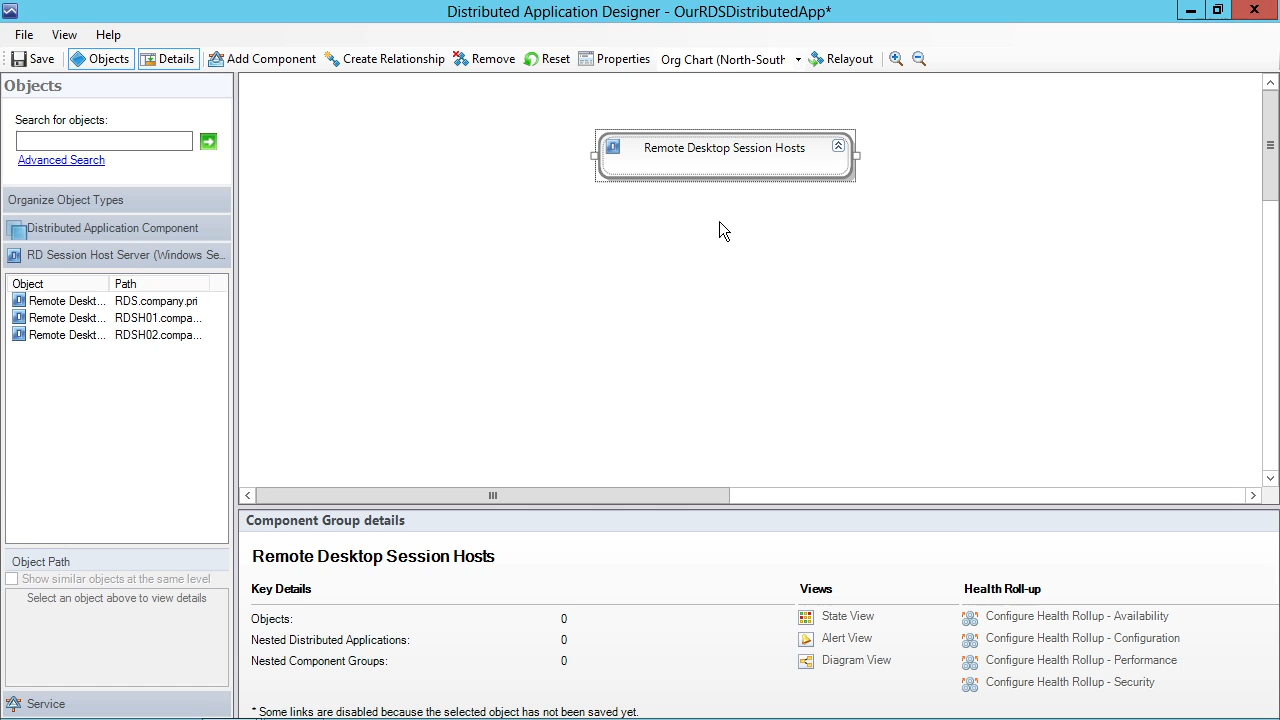 Distributed Application Designer - OurRDSDistributedApp*
File View Help
Save Objects Details Add Component Create Relationship Remove Reset Properties Org Chart (North-South Relayout
Objects
Search for objects:
Advanced Search
Organize Object Types
Distributed Application Component
RD Session Host Server (Windows Se...
Object Path
Remote Deskt... RDS.company.pri
Remote Deskt... RDSH01.compa...
Remote Deskt... RDSH02.compa...
Object Path
Show similar objects at the same level
Select an object above to view details
Service
Remote Desktop Session Hosts
Component Group details
Remote Desktop Session Hosts
Key Details Views Health Roll-up
Objects: 0 State View Configure Health Rollup - Availability
Nested Distributed Applications: 0 Alert View Configure Health Rollup - Configuration
Nested Component Groups: 0 Diagram View Configure Health Rollup - Performance
Configure Health Rollup - Security
* Some links are disabled because the selected object has not been saved yet.